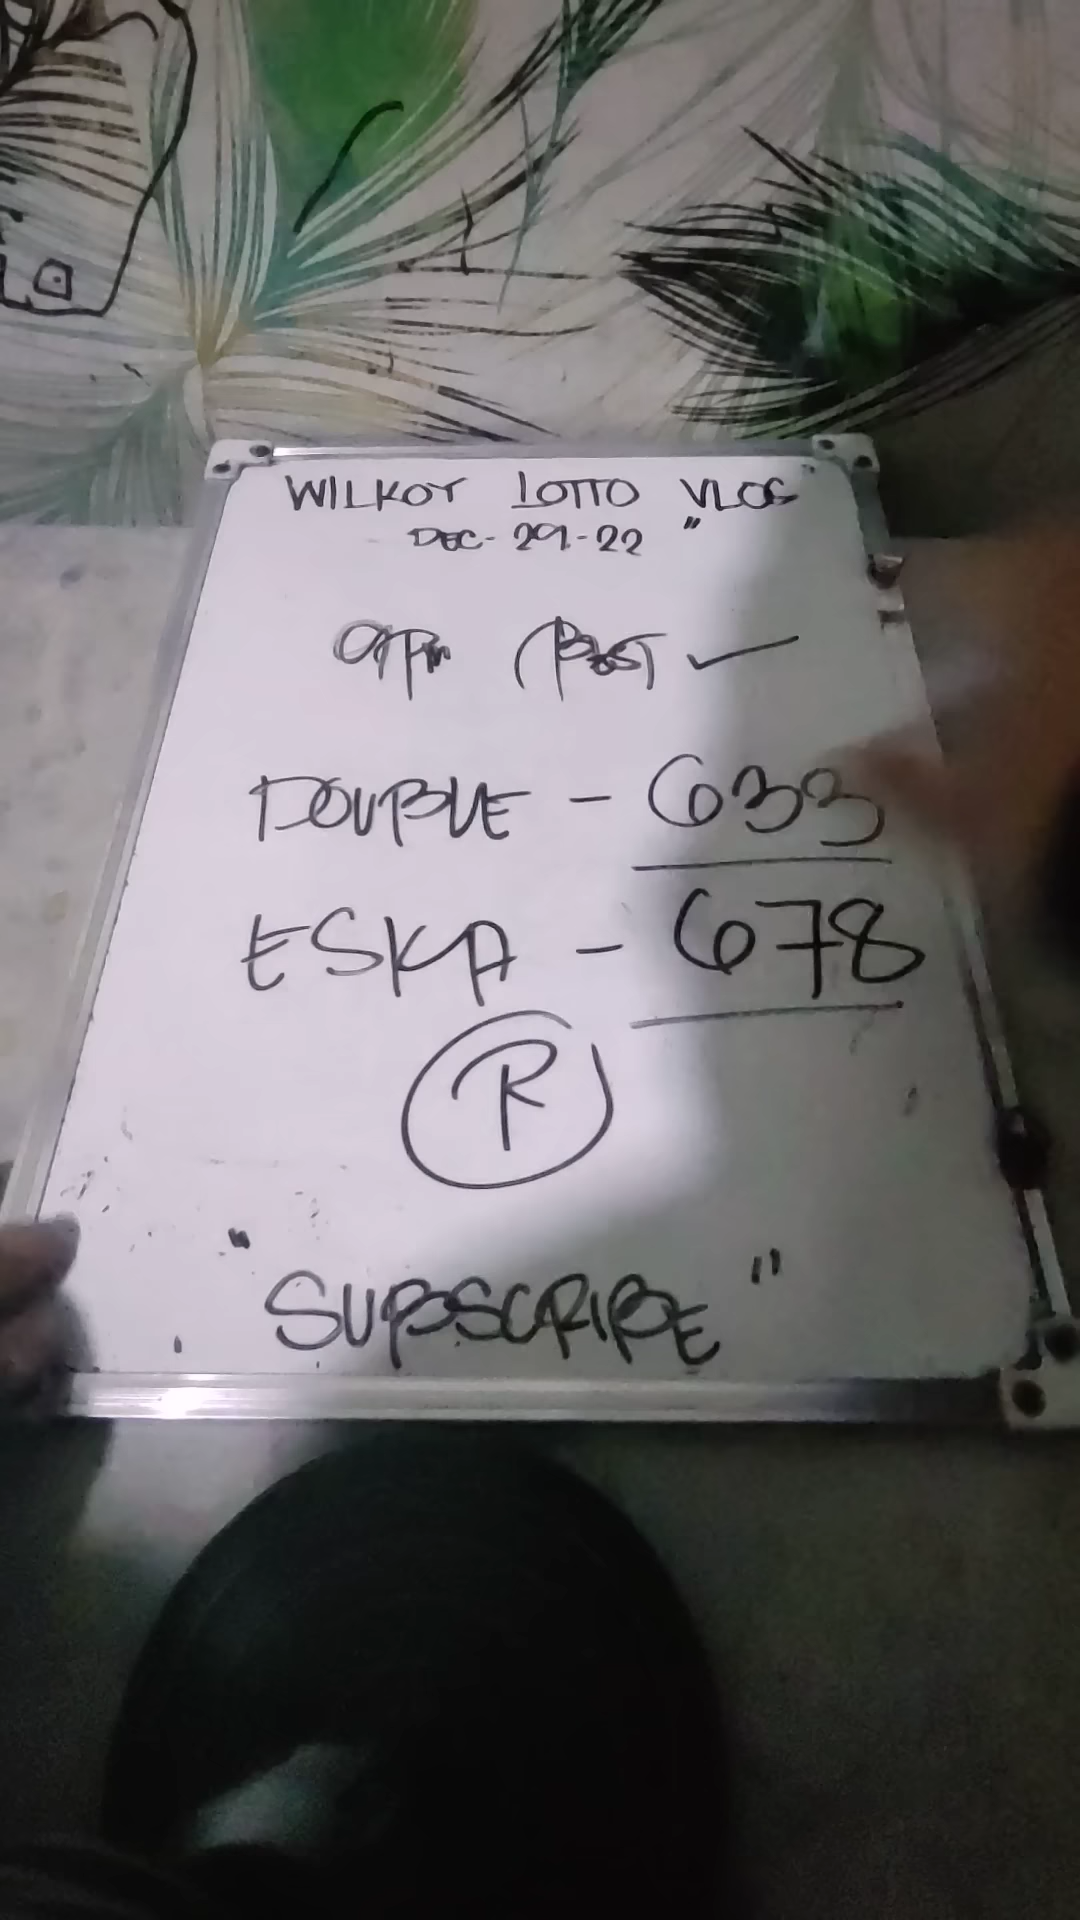 WILKOY LOTTO VLOG"
DEC-29-22 "
9Pm (BEST ✓
DOUBLE - 633
ESKA - 678
R
"SUBSCRIBE"